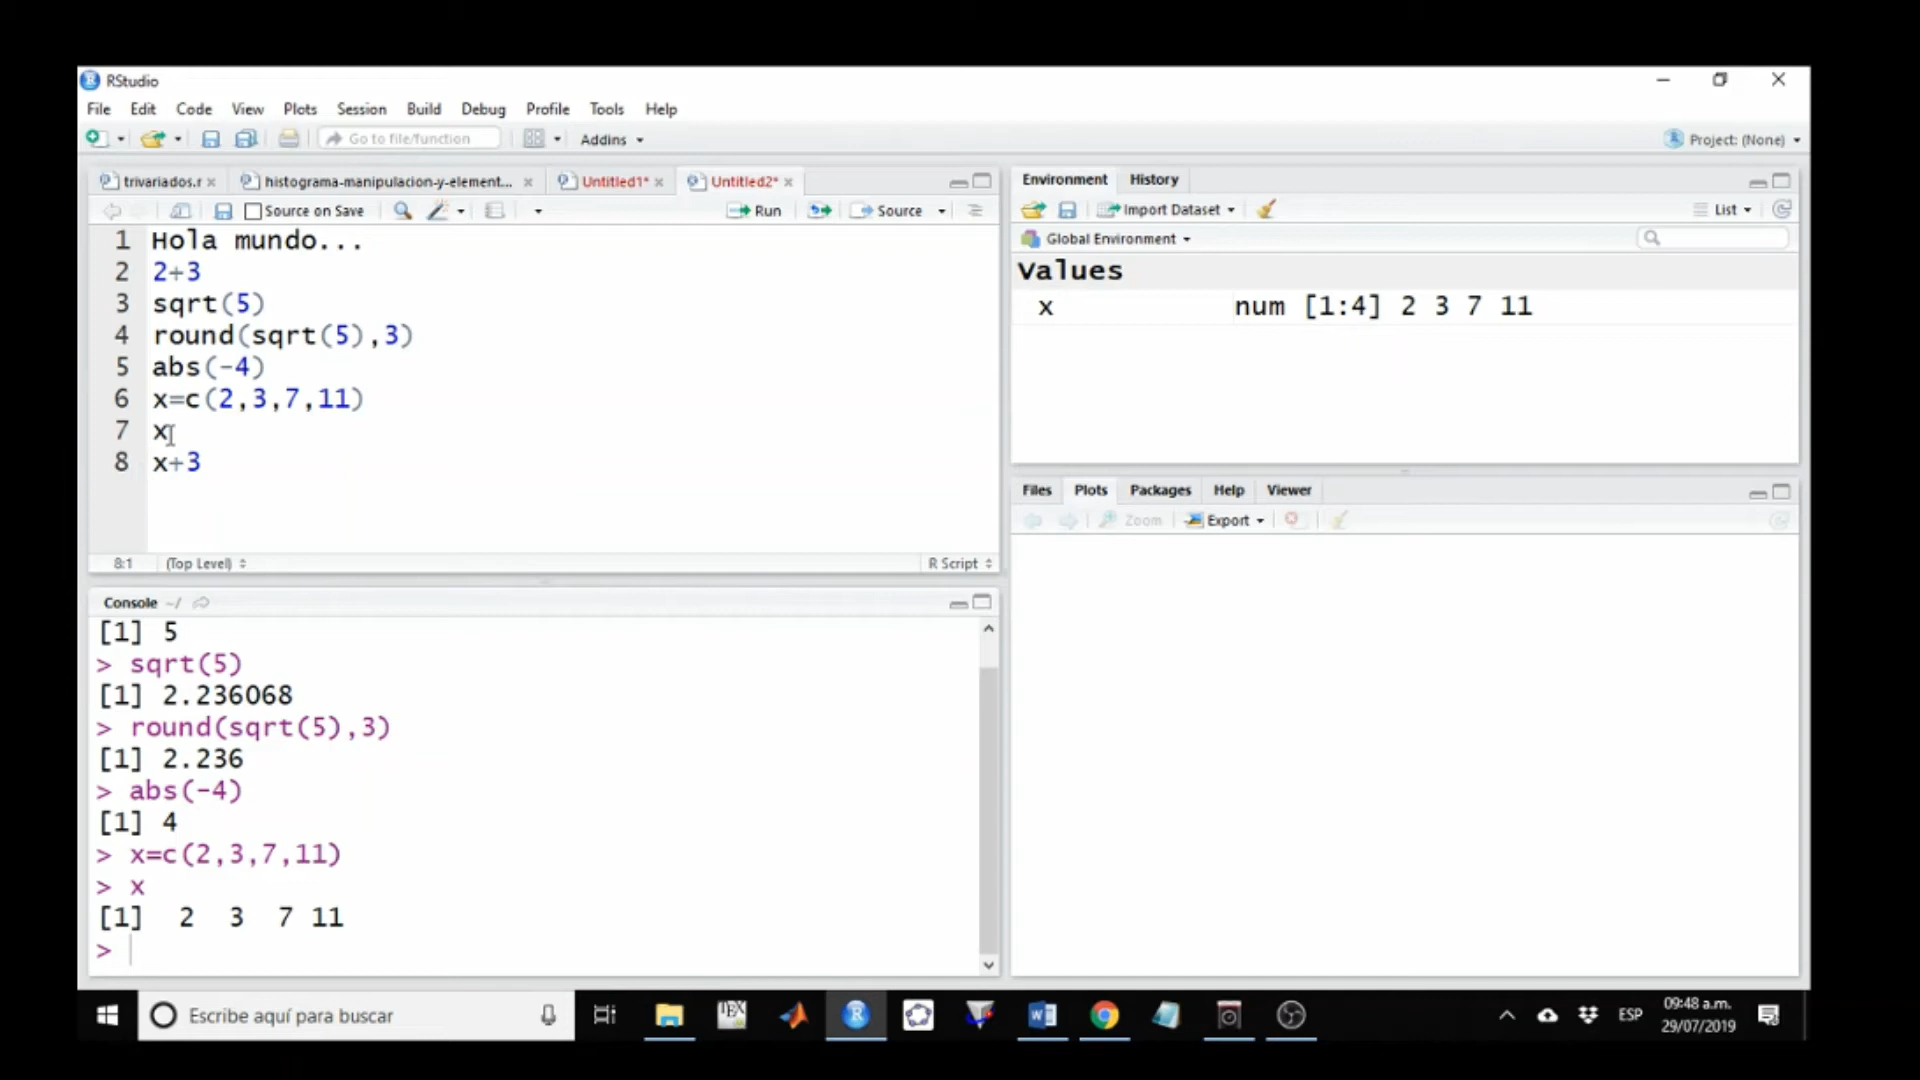 RStudio
File Edit Code View Plots Session Build Debug Profile Tools Help
Go to file/function Addins Project: (None)
trivariados.r histograma-manipulacion-y-element... Untitled1* Untitled2*
Source on Save Run Source
1 Hola mundo...
2 2+3
3 sqrt(5)
4 round(sqrt(5),3)
5 abs(-4)
6 x=c(2,3,7,11)
7 x
8 x+3
8:1 (Top Level) R Script
Console ~/
[1] 5
> sqrt(5)
[1] 2.236068
> round(sqrt(5),3)
[1] 2.236
> abs(-4)
[1] 4
> x=c(2,3,7,11)
> x
[1] 2 3 7 11
>
Environment History
Import Dataset List
Global Environment
Values
x num [1:4] 2 3 7 11
Files Plots Packages Help Viewer
Zoom Export
Escribe aquí para buscar
TEX
ESP
09:48 a.m.
29/07/2019